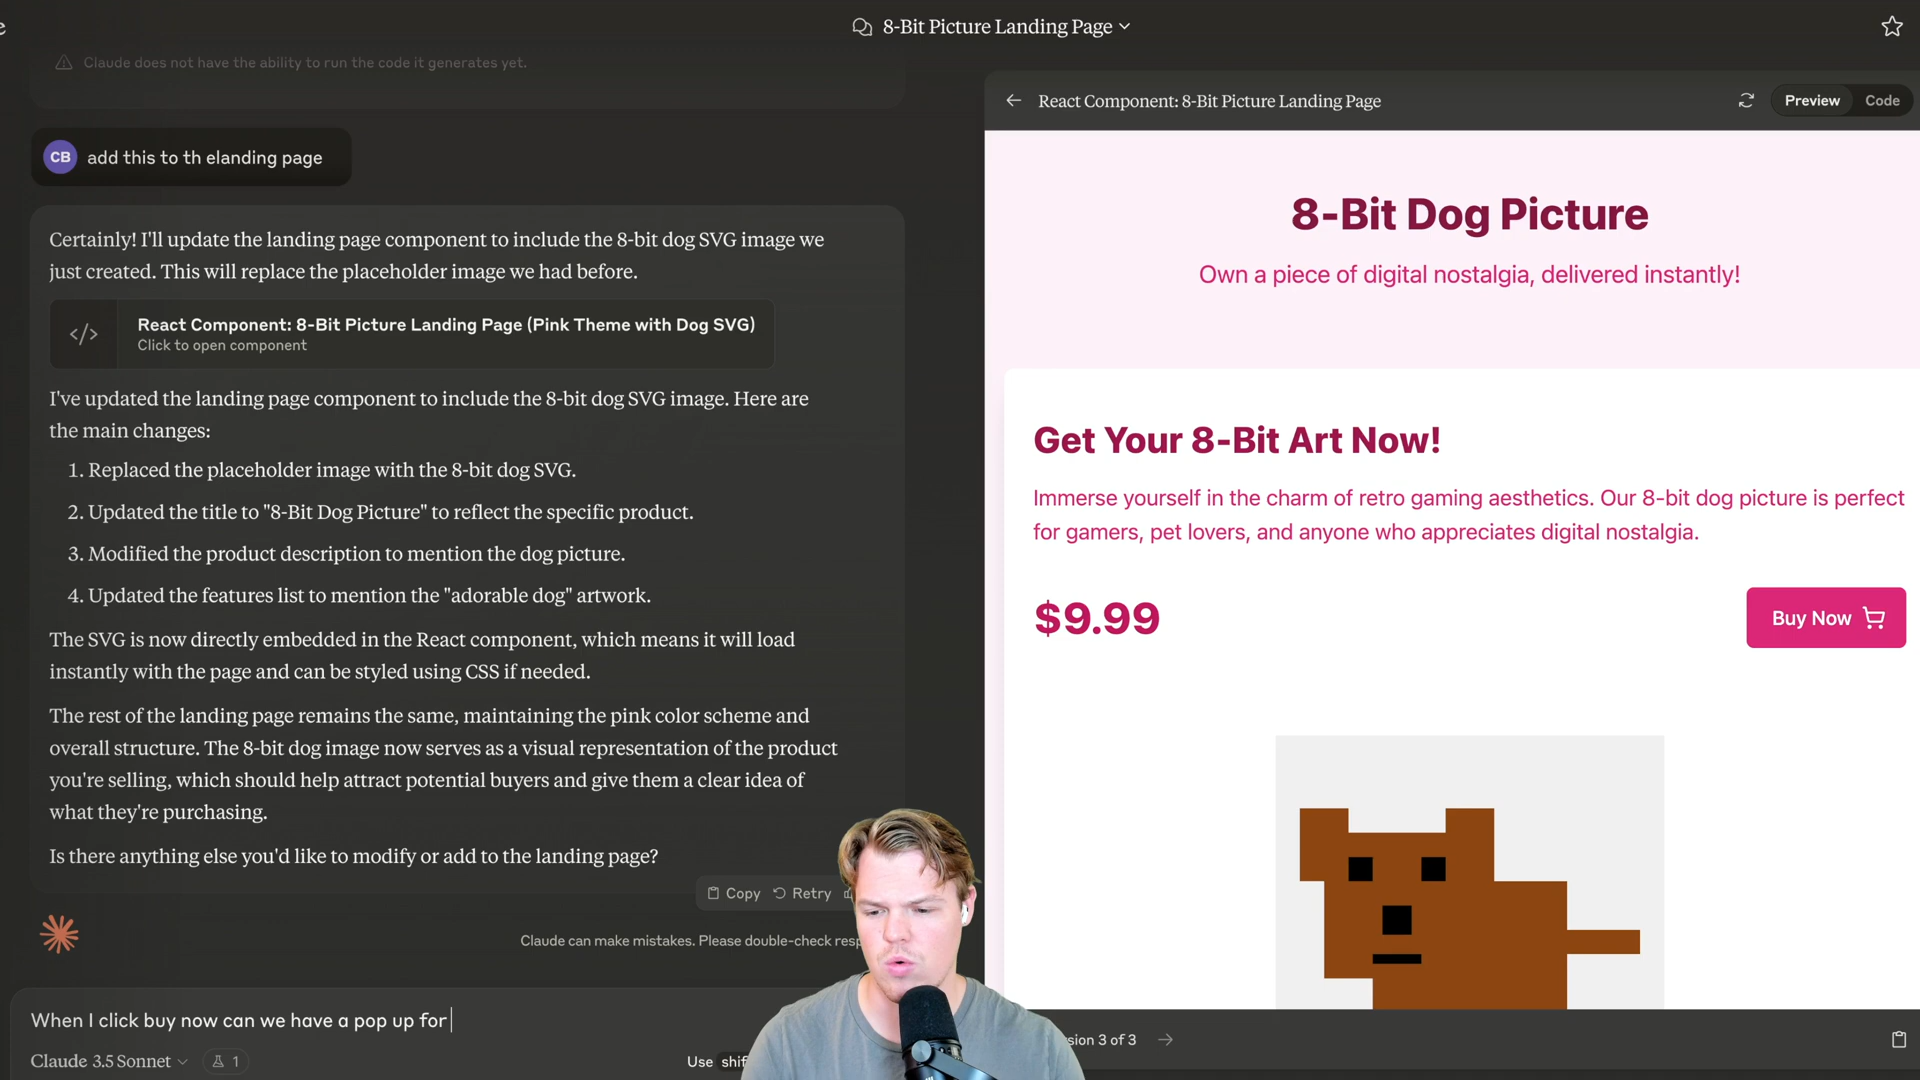 8-Bit Picture Landing Page
Claude does not have the ability to run the code it generates yet.
CB add this to th elanding page
Certainly! I'll update the landing page component to include the 8-bit dog SVG image we
just created. This will replace the placeholder image we had before.
</> React Component: 8-Bit Picture Landing Page (Pink Theme with Dog SVG)
Click to open component
I've updated the landing page component to include the 8-bit dog SVG image. Here are
the main changes:
1. Replaced the placeholder image with the 8-bit dog SVG.
2. Updated the title to "8-Bit Dog Picture" to reflect the specific product.
3. Modified the product description to mention the dog picture.
4. Updated the features list to mention the "adorable dog" artwork.
The SVG is now directly embedded in the React component, which means it will load
instantly with the page and can be styled using CSS if needed.
The rest of the landing page remains the same, maintaining the pink color scheme and
overall structure. The 8-bit dog image now serves as a visual representation of the product
you're selling, which should help attract potential buyers and give them a clear idea of
what they're purchasing.
Is there anything else you'd like to modify or add to the landing page?
Copy Retry
Claude can make mistakes. Please double-check
When I click buy now can we have a pop up for
Claude 3.5 Sonnet 1
Use
React Component: 8-Bit Picture Landing Page
Preview Code
8-Bit Dog Picture
Own a piece of digital nostalgia, delivered instantly!
Get Your 8-Bit Art Now!
Immerse yourself in the charm of retro gaming aesthetics. Our 8-bit dog picture is perfect
for gamers, pet lovers, and anyone who appreciates digital nostalgia.
$9.99
Buy Now
3 of 3